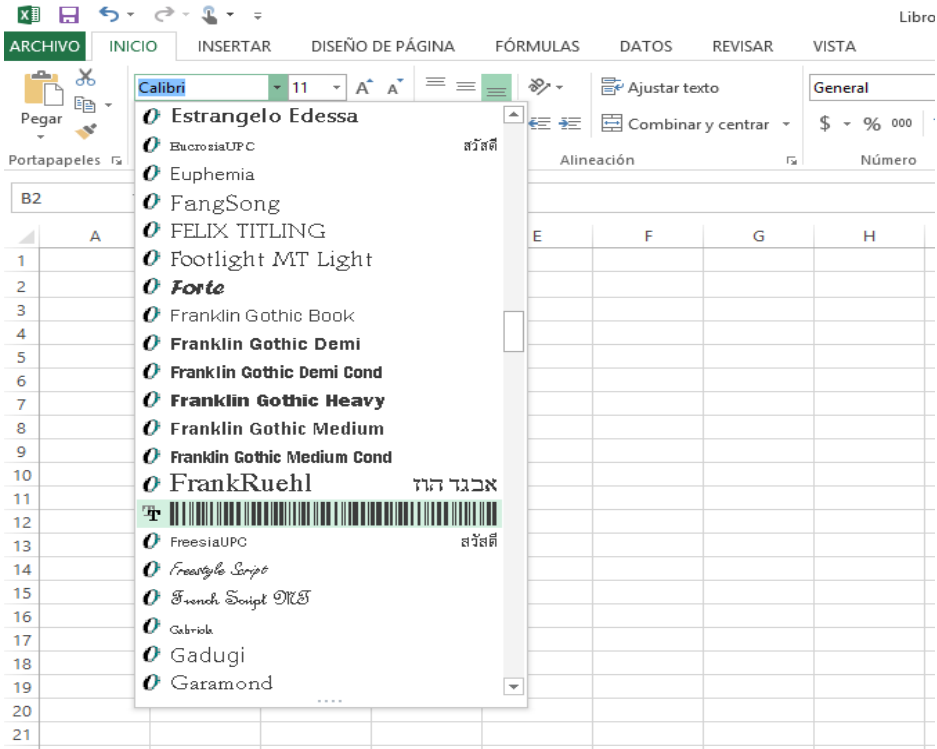 Libro
ARCHIVO INICIO INSERTAR DISEÑO DE PÁGINA FÓRMULAS DATOS REVISAR VISTA
Calibri 11 A A Ajustar texto General
Pegar Combinar y centrar $ % 000
Portapapeles Alineación Número
B2
A E F G H
Estrangelo Edessa
EucrosiaUPC สวัสดี
Euphemia
FangSong
FELIX TITLING
Footlight MT Light
Forte
Franklin Gothic Book
Franklin Gothic Demi
Franklin Gothic Demi Cond
Franklin Gothic Heavy
Franklin Gothic Medium
Franklin Gothic Medium Cond
FrankRuehl אבגד הוז
FreesiaUPC สวัสดี
Freestyle Script
French Script MT
Gabriola
Gadugi
Garamond
1
2
3
4
5
6
7
8
9
10
11
12
13
14
15
16
17
18
19
20
21